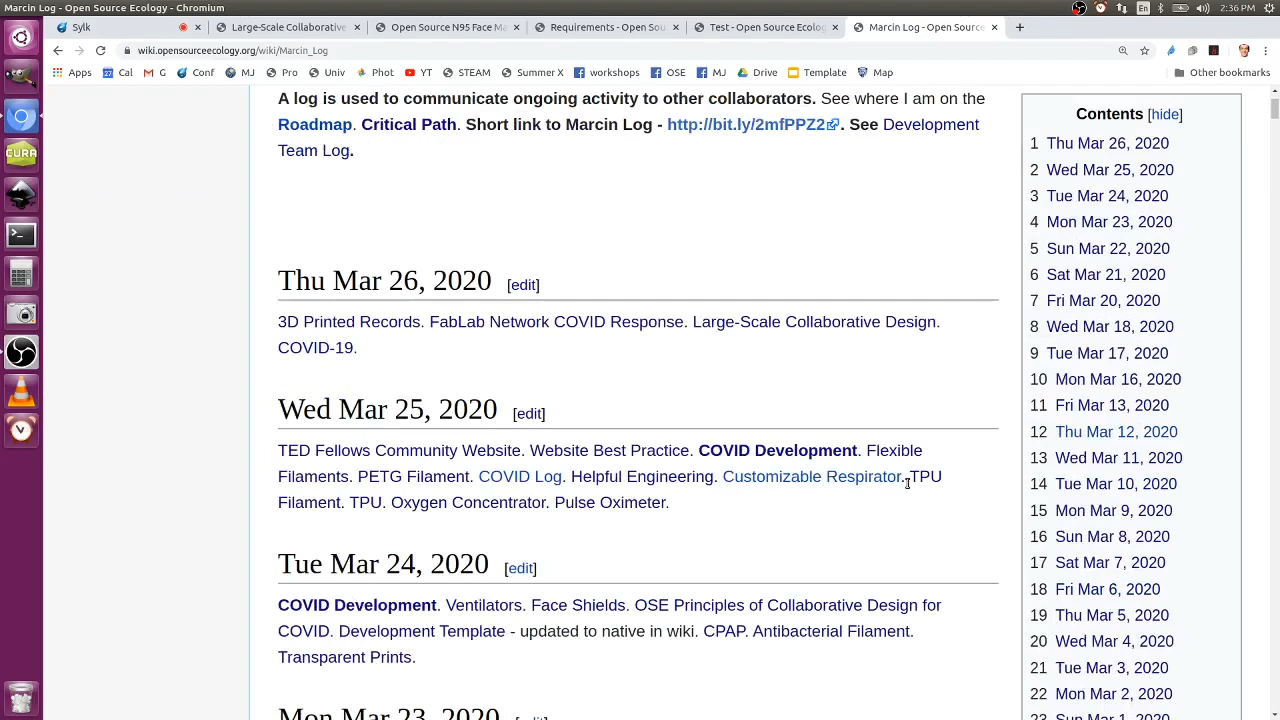 Marcin Log - Open Source Ecology - Chromium
En
2:36 PM
Sylk
Large-Scale Collaborative
Open Source N95 Face Ma
Requirements - Open Sou
Test - Open Source Ecolo
Marcin Log - Open Source
wiki.opensourceecology.org/wiki/Marcin_Log
Apps
27 Cal
M G
Conf
MJ
Pro
Univ
Phot
YT
STEAM
Summer X
workshops
OSE
MJ
Drive
Template
Map
Other bookmarks
CURA
A log is used to communicate ongoing activity to other collaborators. See where I am on the
Roadmap. Critical Path. Short link to Marcin Log - http://bit.ly/2mfPPZ2. See Development
Team Log.
Thu Mar 26, 2020 [edit]
3D Printed Records. FabLab Network COVID Response. Large-Scale Collaborative Design.
COVID-19.
Wed Mar 25, 2020 [edit]
TED Fellows Community Website. Website Best Practice. COVID Development. Flexible
Filaments. PETG Filament. COVID Log. Helpful Engineering. Customizable Respirator. TPU
Filament. TPU. Oxygen Concentrator. Pulse Oximeter.
Tue Mar 24, 2020 [edit]
COVID Development. Ventilators. Face Shields. OSE Principles of Collaborative Design for
COVID. Development Template - updated to native in wiki. CPAP. Antibacterial Filament.
Transparent Prints.
Mon Mar 23, 2020 [edit]
Contents [hide]
1 Thu Mar 26, 2020
2 Wed Mar 25, 2020
3 Tue Mar 24, 2020
4 Mon Mar 23, 2020
5 Sun Mar 22, 2020
6 Sat Mar 21, 2020
7 Fri Mar 20, 2020
8 Wed Mar 18, 2020
9 Tue Mar 17, 2020
10 Mon Mar 16, 2020
11 Fri Mar 13, 2020
12 Thu Mar 12, 2020
13 Wed Mar 11, 2020
14 Tue Mar 10, 2020
15 Mon Mar 9, 2020
16 Sun Mar 8, 2020
17 Sat Mar 7, 2020
18 Fri Mar 6, 2020
19 Thu Mar 5, 2020
20 Wed Mar 4, 2020
21 Tue Mar 3, 2020
22 Mon Mar 2, 2020
23 Sun Mar 1, 2020